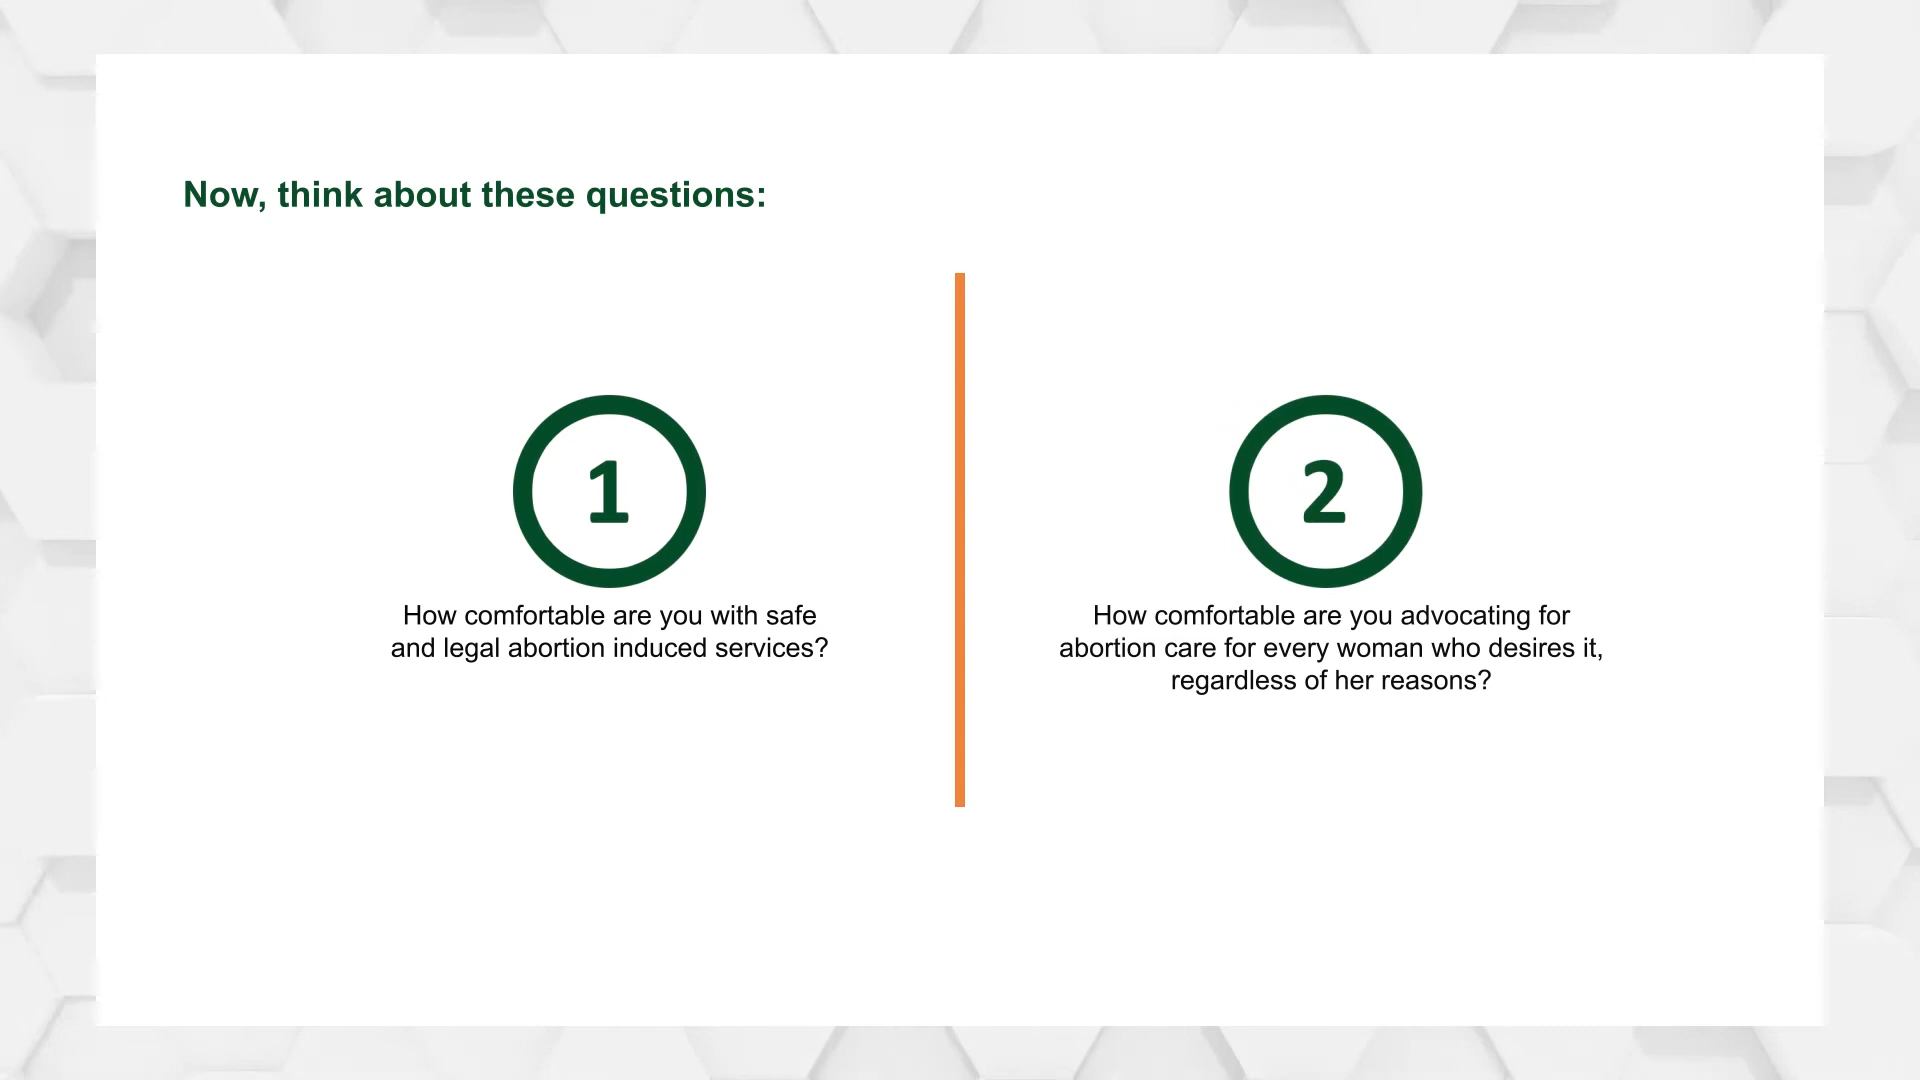 Now, think about these questions:
1
How comfortable are you with safe
and legal abortion induced services?
2
How comfortable are you advocating for
abortion care for every woman who desires it,
regardless of her reasons?